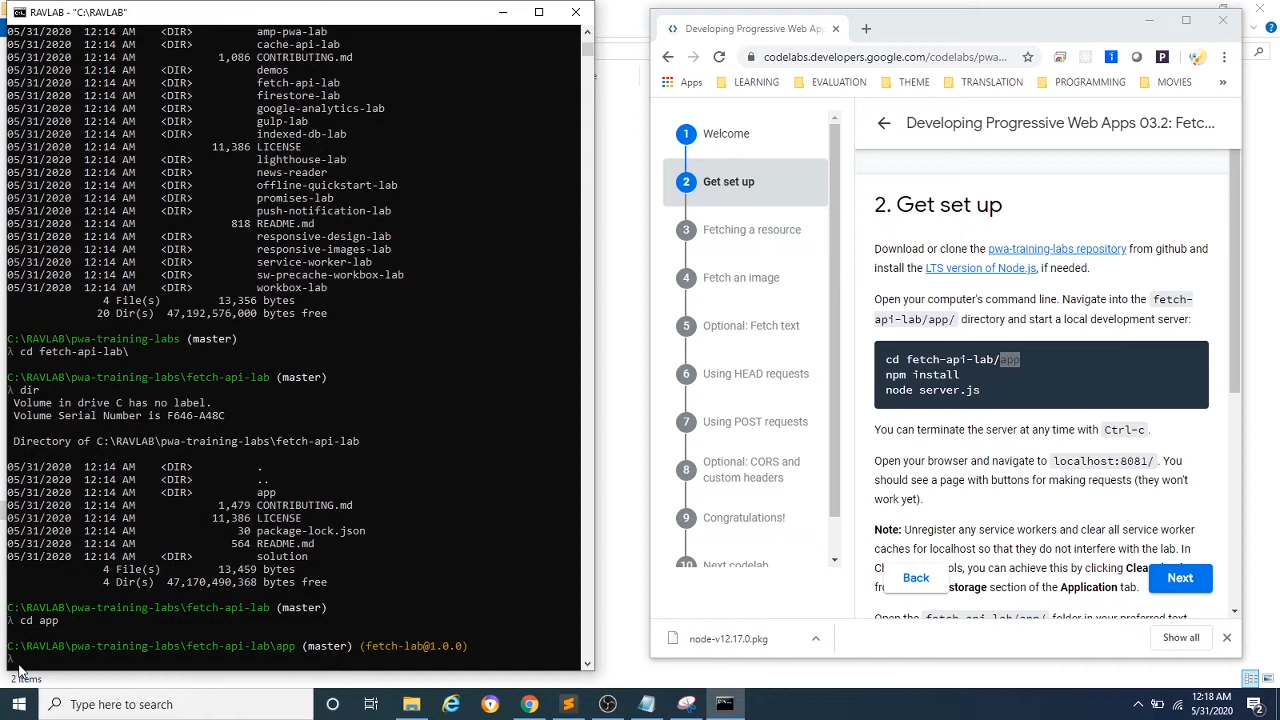 RAVLAB - "C:\RAVLAB"
05/31/2020  12:14 AM    <DIR>          amp-pwa-lab
05/31/2020  12:14 AM    <DIR>          cache-api-lab
05/31/2020  12:14 AM             1,086 CONTRIBUTING.md
05/31/2020  12:14 AM    <DIR>          demos
05/31/2020  12:14 AM    <DIR>          fetch-api-lab
05/31/2020  12:14 AM    <DIR>          firestore-lab
05/31/2020  12:14 AM    <DIR>          google-analytics-lab
05/31/2020  12:14 AM    <DIR>          gulp-lab
05/31/2020  12:14 AM    <DIR>          indexed-db-lab
05/31/2020  12:14 AM            11,386 LICENSE
05/31/2020  12:14 AM    <DIR>          lighthouse-lab
05/31/2020  12:14 AM    <DIR>          news-reader
05/31/2020  12:14 AM    <DIR>          offline-quickstart-lab
05/31/2020  12:14 AM    <DIR>          promises-lab
05/31/2020  12:14 AM    <DIR>          push-notification-lab
05/31/2020  12:14 AM               818 README.md
05/31/2020  12:14 AM    <DIR>          responsive-design-lab
05/31/2020  12:14 AM    <DIR>          responsive-images-lab
05/31/2020  12:14 AM    <DIR>          service-worker-lab
05/31/2020  12:14 AM    <DIR>          sw-precache-workbox-lab
05/31/2020  12:14 AM    <DIR>          workbox-lab
4 File(s)         13,356 bytes
20 Dir(s)  47,192,576,000 bytes free
C:\RAVLAB\pwa-training-labs (master)
λ cd fetch-api-lab\
C:\RAVLAB\pwa-training-labs\fetch-api-lab (master)
λ dir
Volume in drive C has no label.
Volume Serial Number is F646-A48C
Directory of C:\RAVLAB\pwa-training-labs\fetch-api-lab
05/31/2020  12:14 AM    <DIR>          .
05/31/2020  12:14 AM    <DIR>          ..
05/31/2020  12:14 AM    <DIR>          app
05/31/2020  12:14 AM             1,479 CONTRIBUTING.md
05/31/2020  12:14 AM            11,386 LICENSE
05/31/2020  12:14 AM                30 package-lock.json
05/31/2020  12:14 AM               564 README.md
05/31/2020  12:14 AM    <DIR>          solution
4 File(s)         13,459 bytes
4 Dir(s)  47,170,490,368 bytes free
C:\RAVLAB\pwa-training-labs\fetch-api-lab (master)
λ cd app
C:\RAVLAB\pwa-training-labs\fetch-api-lab\app (master) (fetch-lab@1.0.0)
λ
2 items
Developing Progressive Web App
codelabs.developers.google.com/codelabs/pwa...
Apps LEARNING EVALUATION THEME TRANSLATION PROGRAMMING MOVIES »
1 Welcome
2 Get set up
3 Fetching a resource
4 Fetch an image
5 Optional: Fetch text
6 Using HEAD requests
7 Using POST requests
8 Optional: CORS and
custom headers
9 Congratulations!
10 Next codelab
Developing Progressive Web Apps 03.2: Fetc...
2. Get set up
Download or clone the pwa-training-labs repository from github and
install the LTS version of Node.js, if needed.
Open your computer's command line. Navigate into the fetch-
api-lab/app/ directory and start a local development server:
cd fetch-api-lab/app
npm install
node server.js
You can terminate the server at any time with Ctrl-c.
Open your browser and navigate to localhost:8081/. You
should see a page with buttons for making requests (they won't
work yet).
Note: Unregister any service workers and clear all service worker
caches for localhost so that they do not interfere with the lab. In
Ch ols, you can achieve this by clicking Clea
fro storage section of the Application tab.
Open the fetch-api-lab/app/ folder in your preferred text
Back
Next
node-v12.17.0.pkg
Show all
Type here to search
12:18 AM
5/31/2020
2